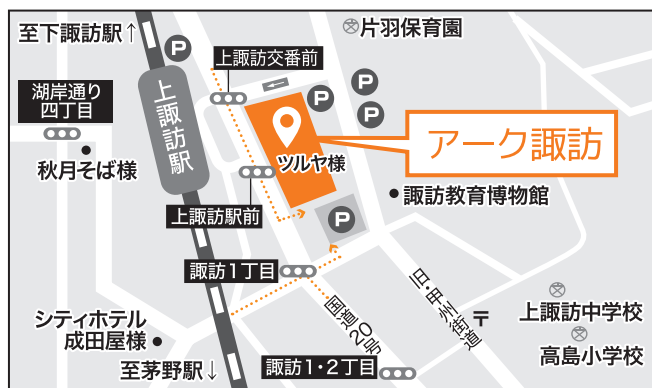 至下諏訪駅↑
P
片羽保育園
上諏訪交番前
湖岸通り
四丁目
上諏訪駅
P
P
P
アーク諏訪
秋月そば様
ツルヤ様
諏訪教育博物館
上諏訪駅前
P
諏訪1丁目
国道20号
旧・甲州街道
〒
上諏訪中学校
シティホテル
成田屋様
高島小学校
至茅野駅↓
諏訪1・2丁目